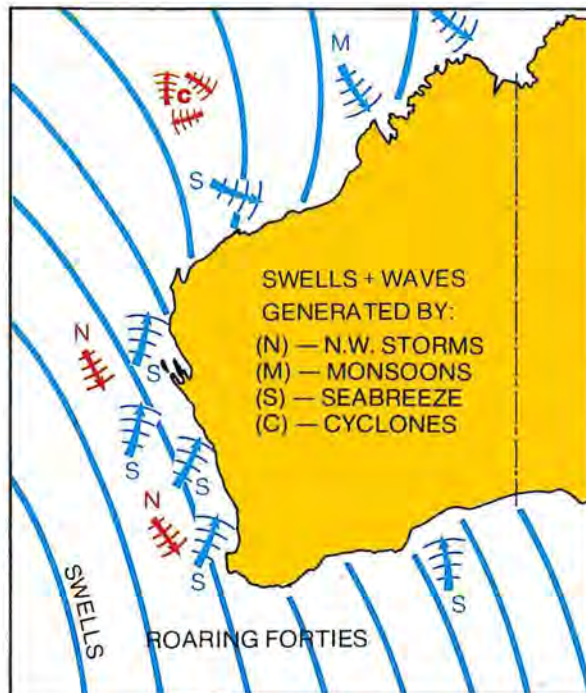 M
C
S
SWELLS + WAVES
GENERATED BY:
(N) — N.W. STORMS
(M) — MONSOONS
(S) — SEABREEZE
(C) — CYCLONES
N
S
S
S
N
S
S
SWELLS
ROARING FORTIES